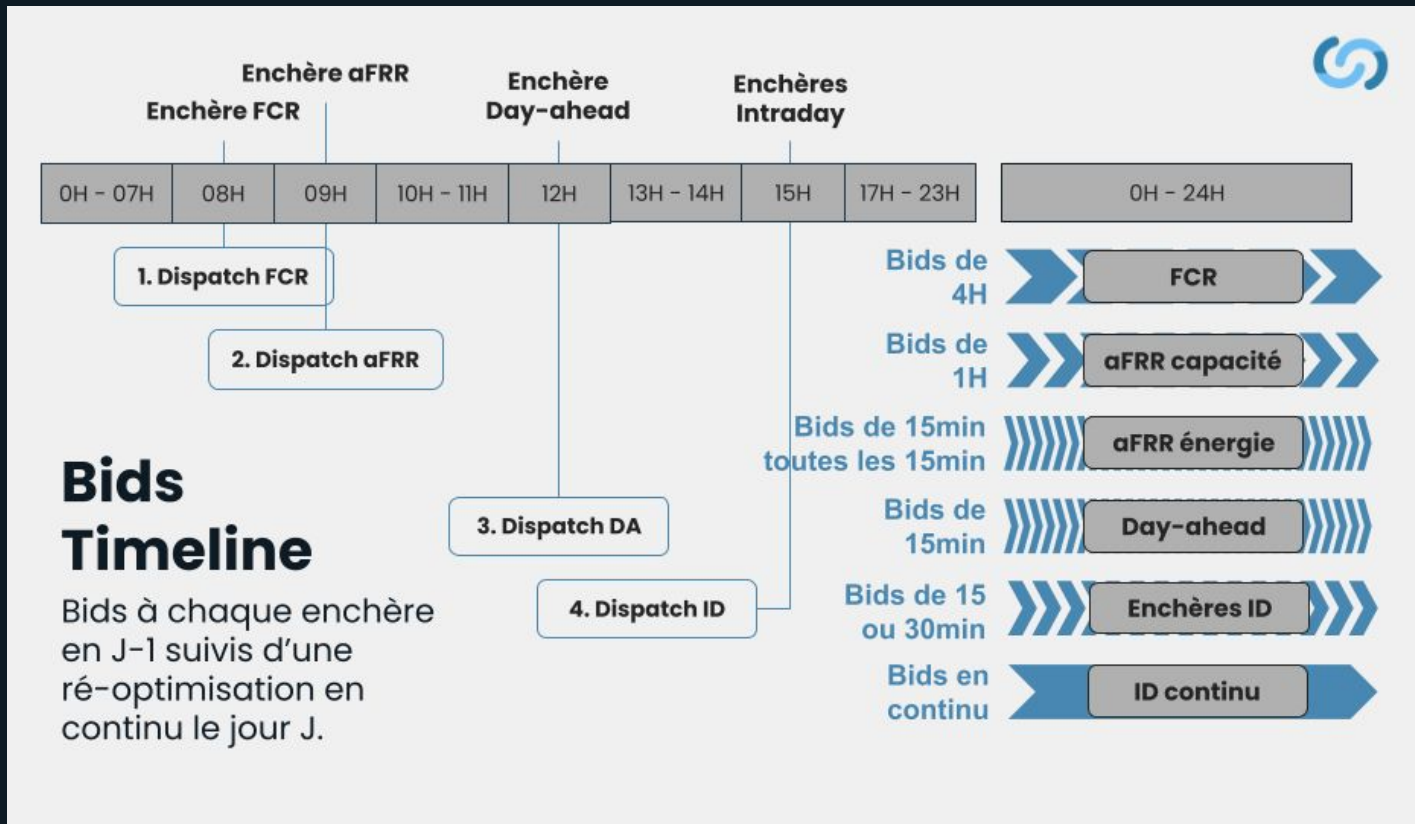 Enchère aFRR
Enchère FCR
Enchère
Day-ahead
Enchères
Intraday
0H - 07H
08H
09H
10H - 11H
12H
13H - 14H
15H
17H - 23H
0H - 24H
1. Dispatch FCR
2. Dispatch aFRR
3. Dispatch DA
4. Dispatch ID
Bids
Timeline
Bids à chaque enchère
en J-1 suivis d'une
ré-optimisation en
continu le jour J.
Bids de
4H
FCR
Bids de
1H
aFRR capacité
Bids de 15min
toutes les 15min
aFRR énergie
Bids de
15min
Day-ahead
Bids de 15
ou 30min
Enchères ID
Bids en
continu
ID continu